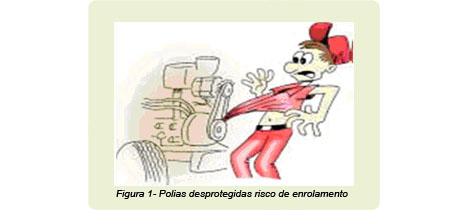 Figura 1- Polias desprotegidas risco de enrolamento